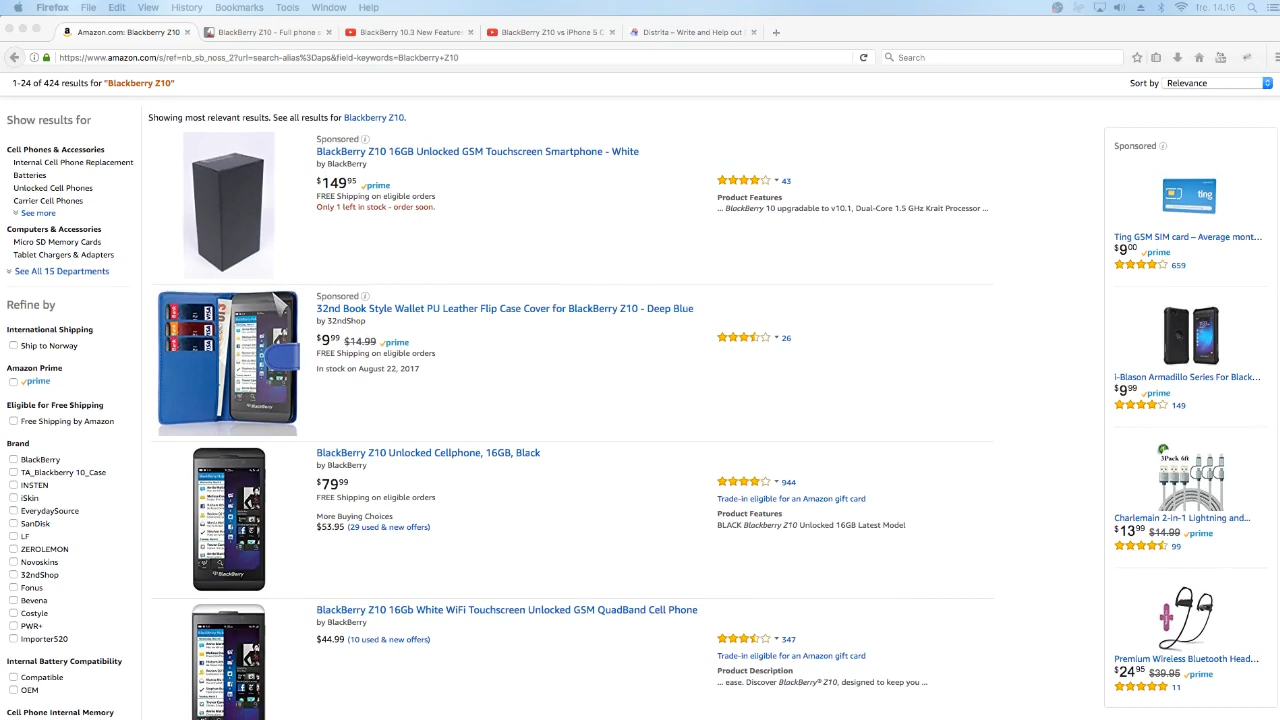 Firefox File Edit View History Bookmarks Tools Window Help fre. 14.16
Amazon.com: Blackberry Z10 BlackBerry Z10 - Full phone s BlackBerry 10.3 New Features BlackBerry Z10 vs iPhone 5 C Distrita – Write and Help out
https://www.amazon.com/s/ref=nb_sb_noss_2?url=search-alias%3Daps&field-keywords=Blackberry+Z10 Search
1-24 of 424 results for "Blackberry Z10" Sort by Relevance
Show results for
Cell Phones & Accessories
Internal Cell Phone Replacement
Batteries
Unlocked Cell Phones
Carrier Cell Phones
See more
Computers & Accessories
Micro SD Memory Cards
Tablet Chargers & Adapters
See All 15 Departments
Refine by
International Shipping
Ship to Norway
Amazon Prime
prime
Eligible for Free Shipping
Free Shipping by Amazon
Brand
BlackBerry
TA_Blackberry 10_Case
INSTEN
iSkin
EverydaySource
SanDisk
LF
ZEROLEMON
Novoskins
32ndShop
Fonus
Bevena
Costyle
PWR+
Importer520
Internal Battery Compatibility
Compatible
OEM
Cell Phone Internal Memory
Showing most relevant results. See all results for Blackberry Z10.
Sponsored
BlackBerry Z10 16GB Unlocked GSM Touchscreen Smartphone - White
by BlackBerry
$149 95 prime
FREE Shipping on eligible orders
Only 1 left in stock - order soon.
43
Product Features
... BlackBerry 10 upgradable to v10.1, Dual-Core 1.5 GHz Krait Processor ...
Sponsored
32nd Book Style Wallet PU Leather Flip Case Cover for BlackBerry Z10 - Deep Blue
by 32ndShop
$9 99 $14.99 prime
FREE Shipping on eligible orders
In stock on August 22, 2017
26
BlackBerry
BlackBerry Z10 Unlocked Cellphone, 16GB, Black
by BlackBerry
$79 99
FREE Shipping on eligible orders
More Buying Choices
$53.95 (29 used & new offers)
944
Trade-in eligible for an Amazon gift card
Product Features
BLACK Blackberry Z10 Unlocked 16GB Latest Model
BlackBerry
BlackBerry Z10 16Gb White WiFi Touchscreen Unlocked GSM QuadBand Cell Phone
by BlackBerry
$44.99 (10 used & new offers)
347
Trade-in eligible for an Amazon gift card
Product Description
... ease. Discover BlackBerry® Z10, designed to keep you ...
Sponsored
ting
Ting GSM SIM card – Average mont...
$9 00 prime
659
i-Blason Armadillo Series For Black...
$9 99 prime
149
3Pack 6ft
Charlemain 2-in-1 Lightning and...
$13 99 $14.99 prime
99
Premium Wireless Bluetooth Head...
$24 95 $39.95 prime
11